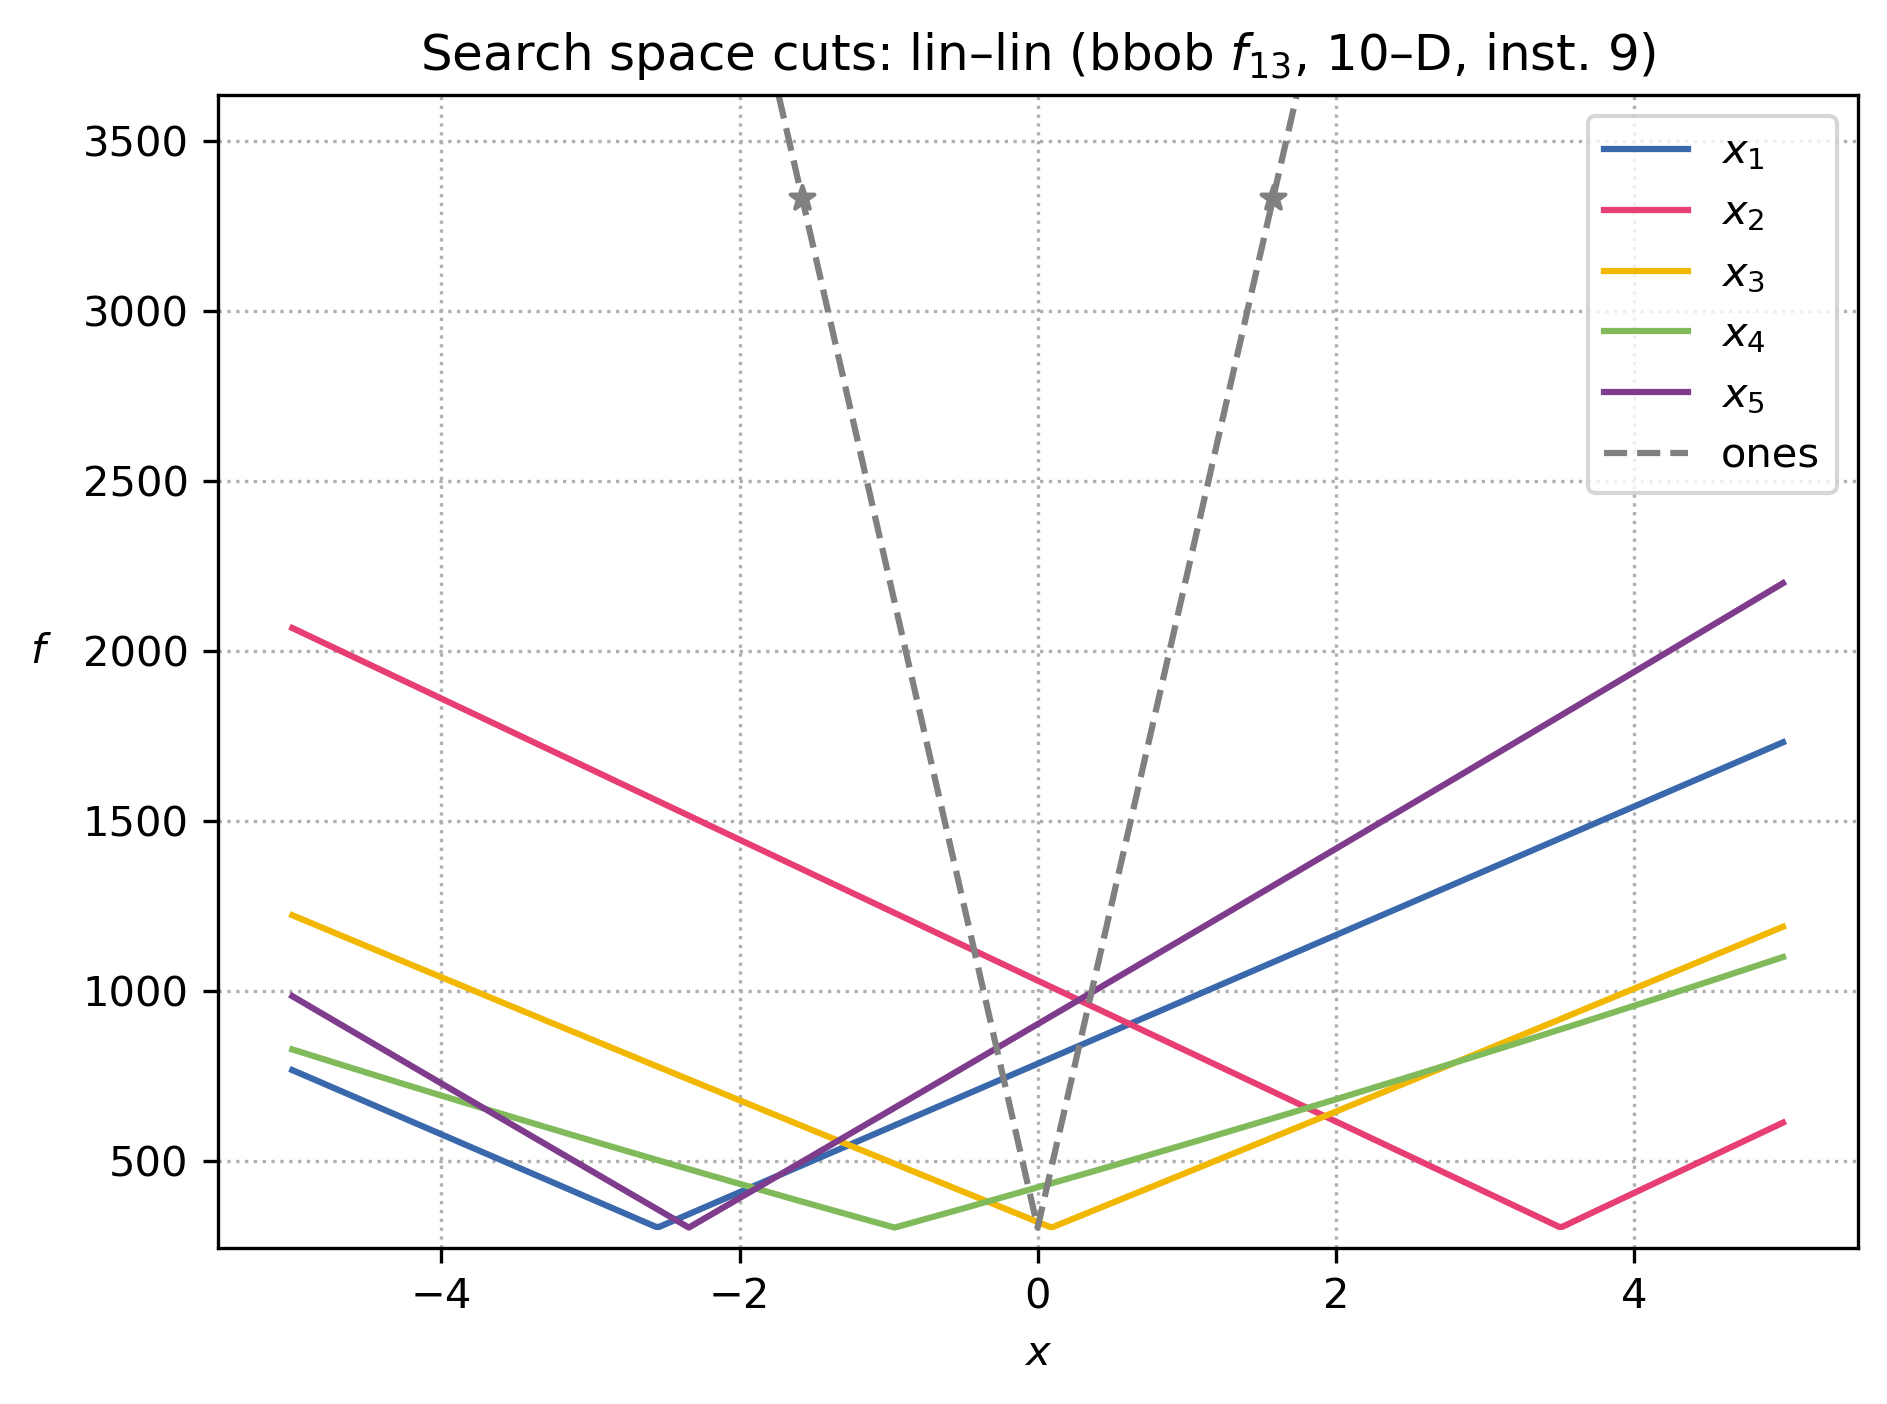 Search space cuts: lin–lin (bbob f₁₃, 10–D, inst. 9)
3500
3000
2500
2000
1500
1000
500
f
−4
−2
0
2
4
x
x₁
x₂
x₃
x₄
x₅
ones